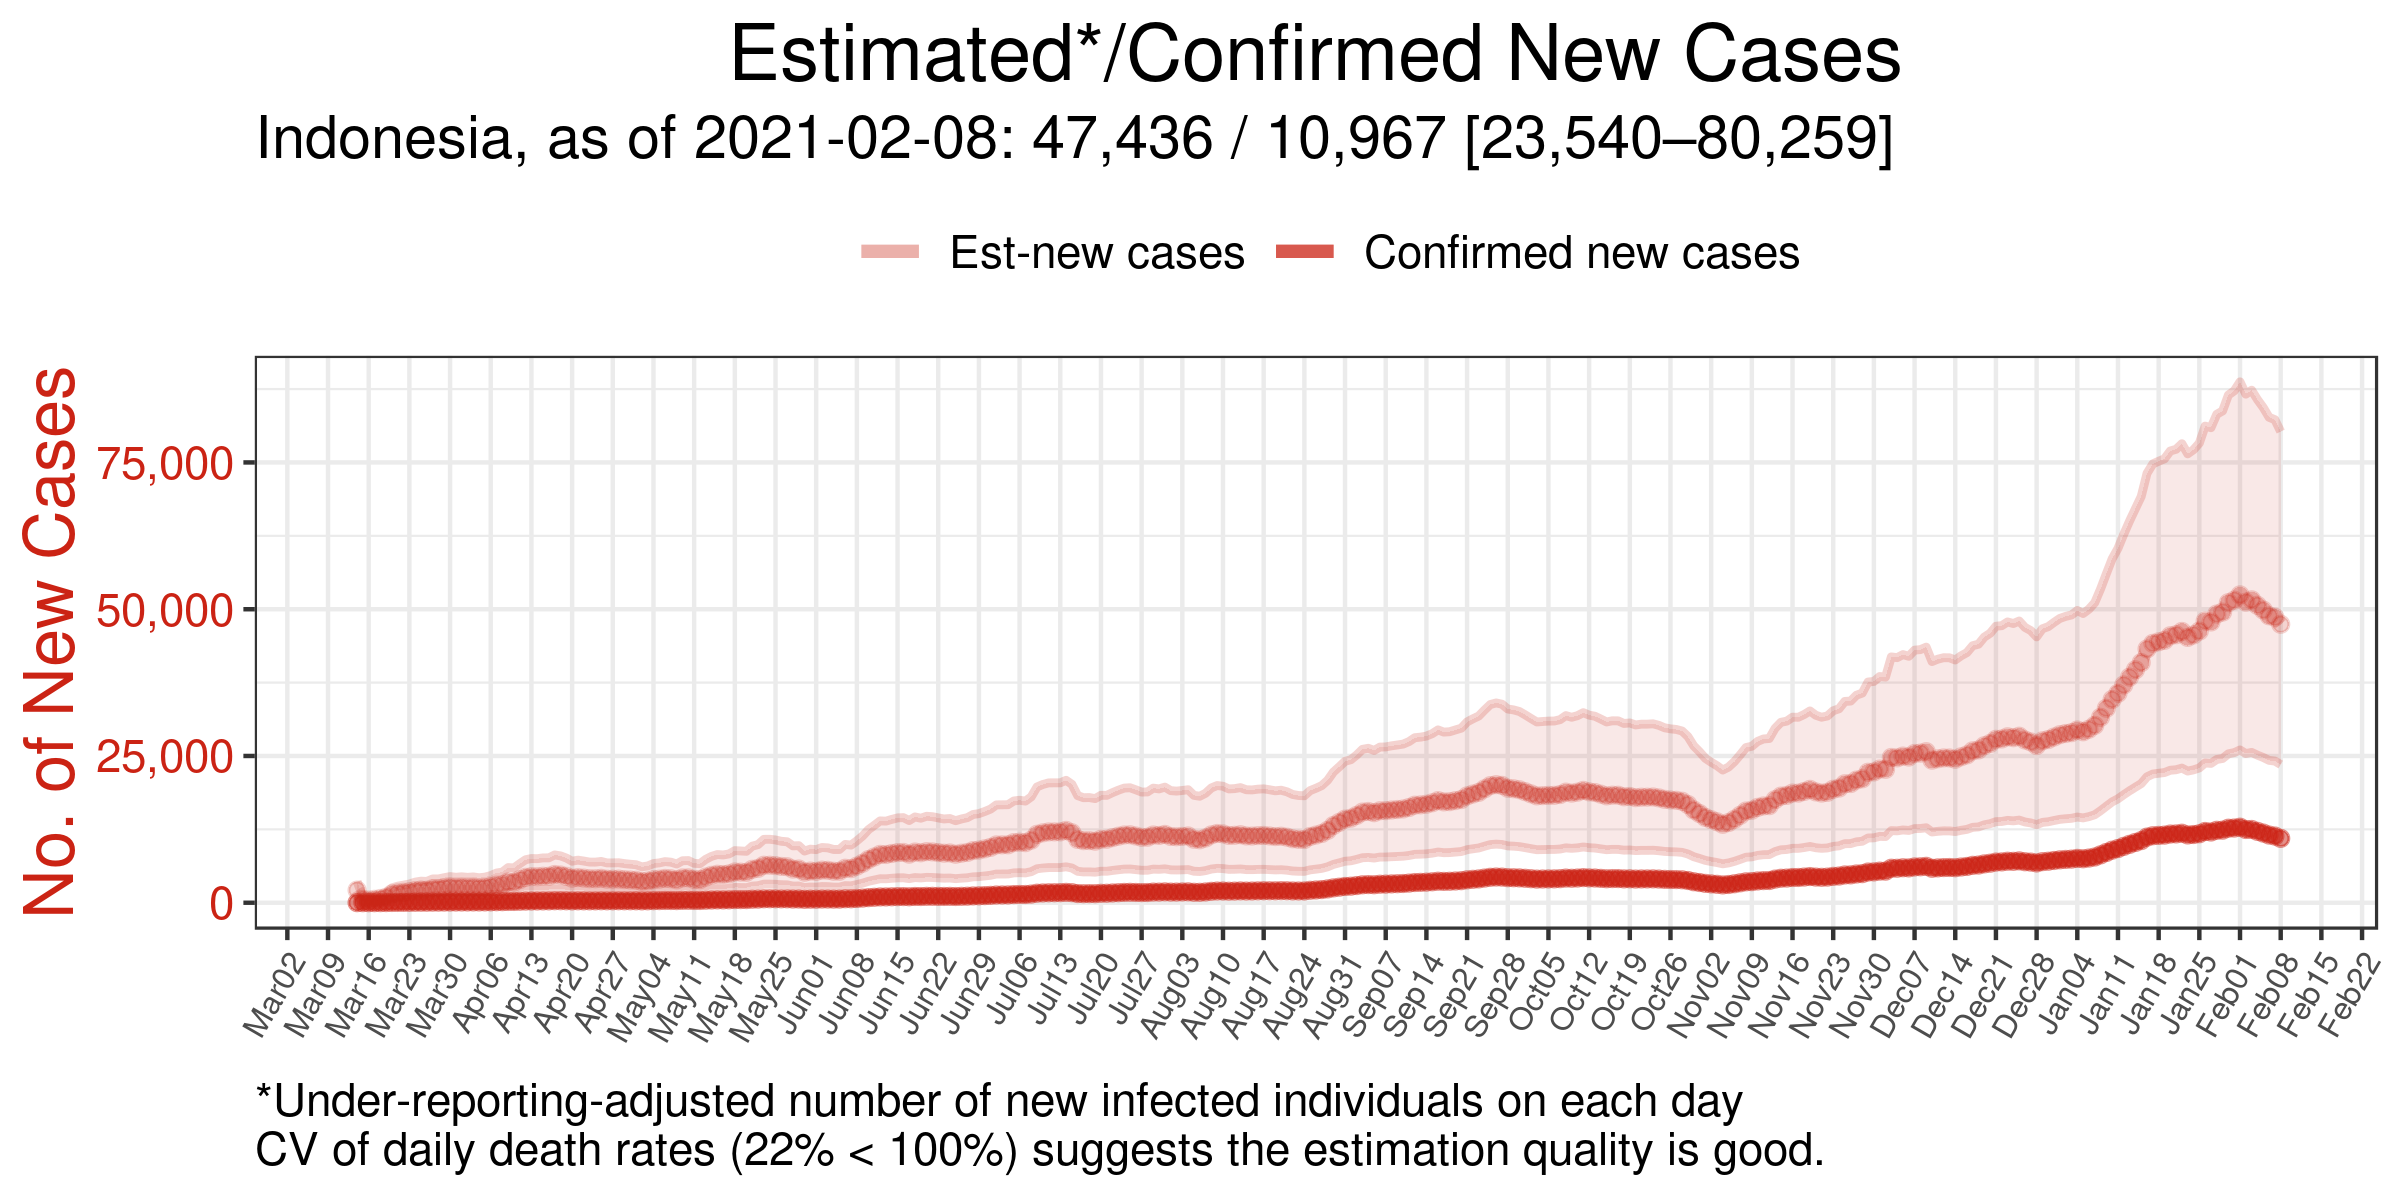 Estimated*/Confirmed New Cases
Indonesia, as of 2021-02-08: 47,436 / 10,967 [23,540–80,259]
Est-new cases Confirmed new cases
No. of New Cases
75,000
50,000
25,000
0
Mar02 Mar09 Mar16 Mar23 Mar30 Apr06 Apr13 Apr20 Apr27 May04 May11 May18 May25 Jun01 Jun08 Jun15 Jun22 Jun29 Jul06 Jul13 Jul20 Jul27 Aug03 Aug10 Aug17 Aug24 Aug31 Sep07 Sep14 Sep21 Sep28 Oct05 Oct12 Oct19 Oct26 Nov02 Nov09 Nov16 Nov23 Nov30 Dec07 Dec14 Dec21 Dec28 Jan04 Jan11 Jan18 Jan25 Feb01 Feb08 Feb15 Feb22
*Under-reporting-adjusted number of new infected individuals on each day
CV of daily death rates (22% < 100%) suggests the estimation quality is good.